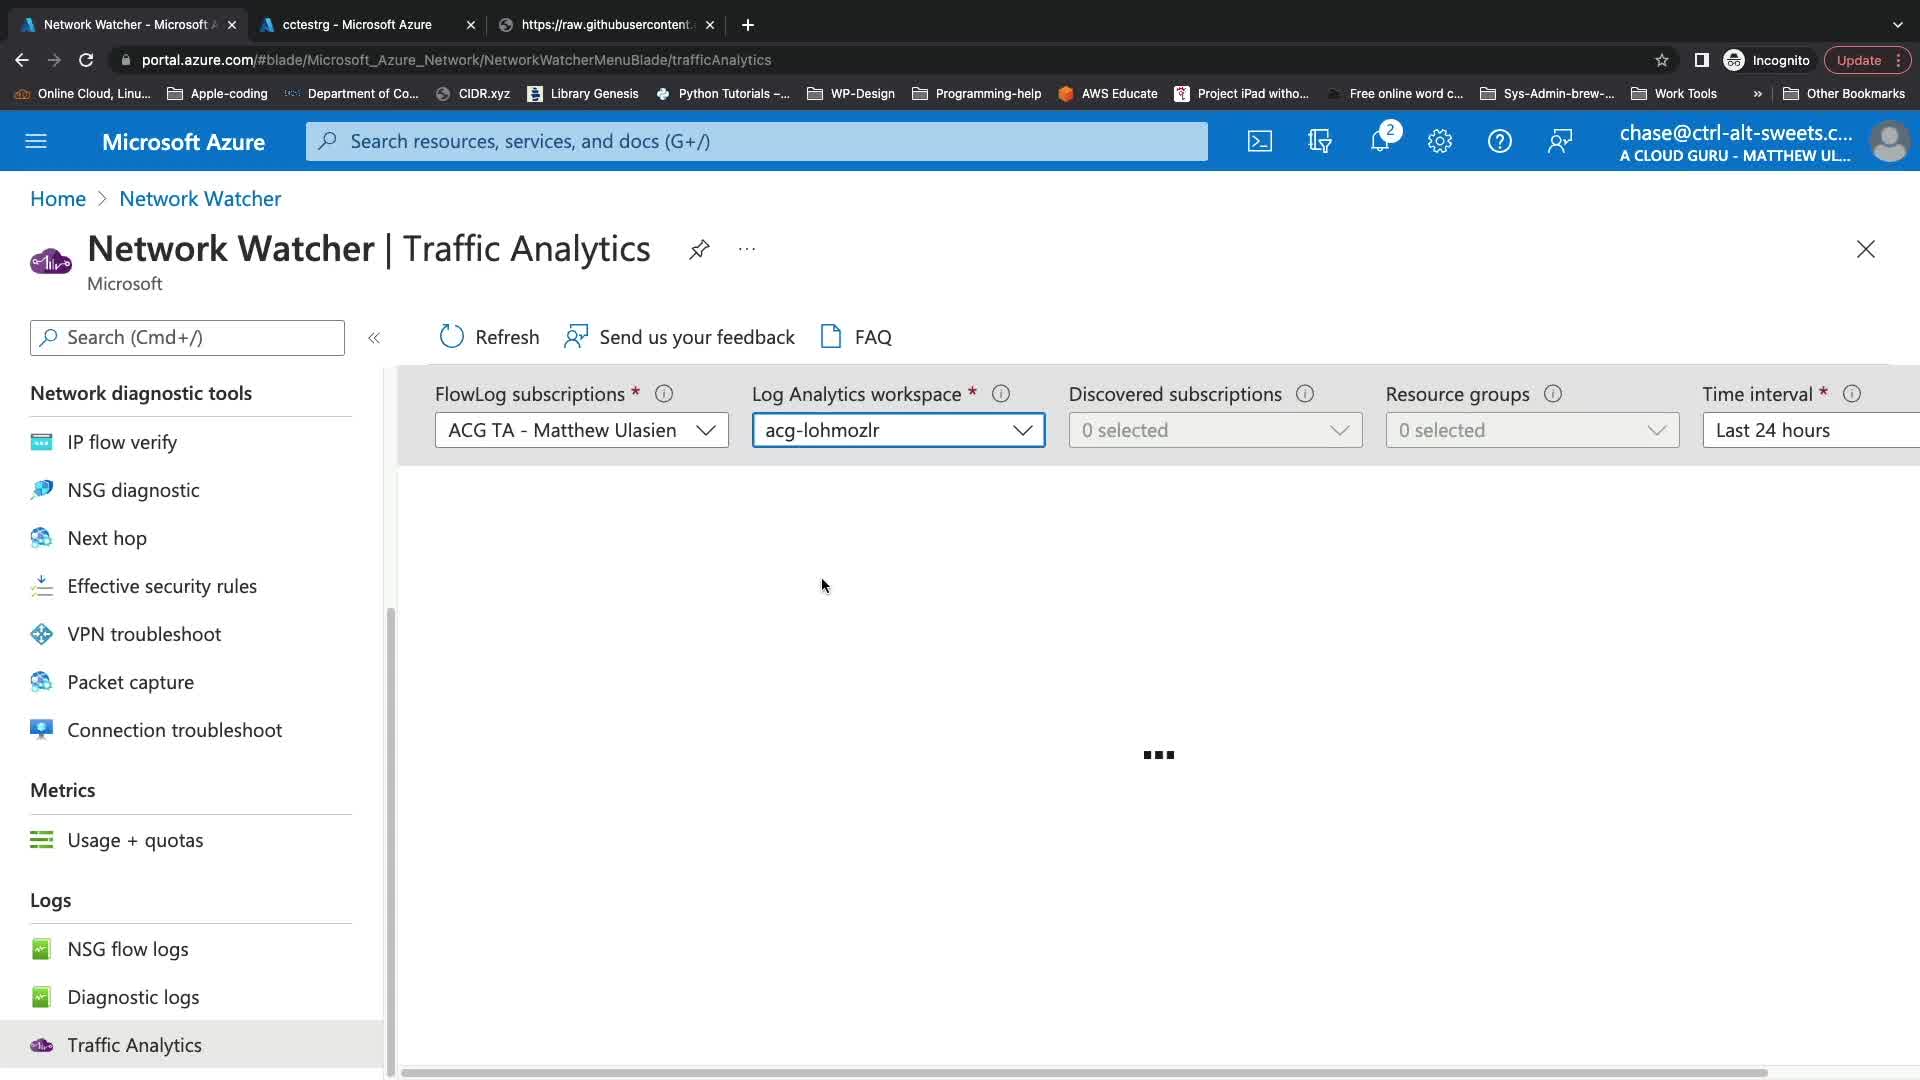 Network Watcher - Microsoft A
cctestrg - Microsoft Azure
https://raw.githubusercontent.
portal.azure.com/#blade/Microsoft_Azure_Network/NetworkWatcherMenuBlade/trafficAnalytics
Incognito
Update
Online Cloud, Linu...
Apple-coding
Department of Co...
CIDR.xyz
Library Genesis
Python Tutorials –...
WP-Design
Programming-help
AWS Educate
Project iPad witho...
Free online word c...
Sys-Admin-brew-...
Work Tools
»
Other Bookmarks
Microsoft Azure
Search resources, services, and docs (G+/)
2
chase@ctrl-alt-sweets.c...
A CLOUD GURU - MATTHEW UL...
Home > Network Watcher
Network Watcher | Traffic Analytics
...
Microsoft
Search (Cmd+/)
«
Refresh
Send us your feedback
FAQ
Network diagnostic tools
IP flow verify
NSG diagnostic
Next hop
Effective security rules
VPN troubleshoot
Packet capture
Connection troubleshoot
Metrics
Usage + quotas
Logs
NSG flow logs
Diagnostic logs
Traffic Analytics
FlowLog subscriptions *
ACG TA - Matthew Ulasien
Log Analytics workspace *
acg-lohmozlr
Discovered subscriptions
0 selected
Resource groups
0 selected
Time interval *
Last 24 hours